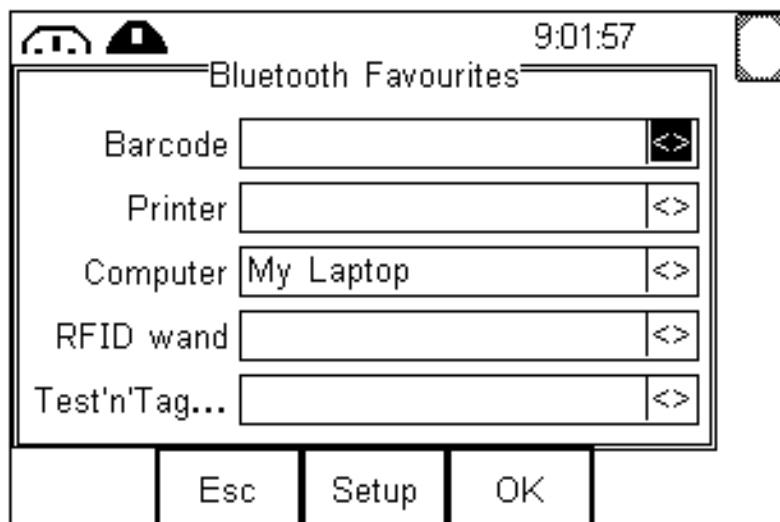 9:01:57
Bluetooth Favourites
Barcode <>
Printer <>
Computer My Laptop <>
RFID wand <>
Test'n'Tag... <>
Esc Setup OK